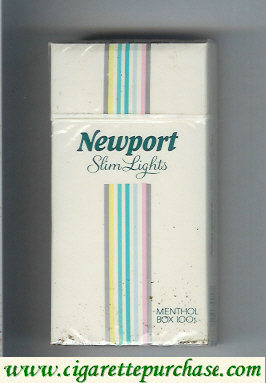 Newport
Slim Lights
MENTHOL
BOX 100s
www.cigarettepurchase.com